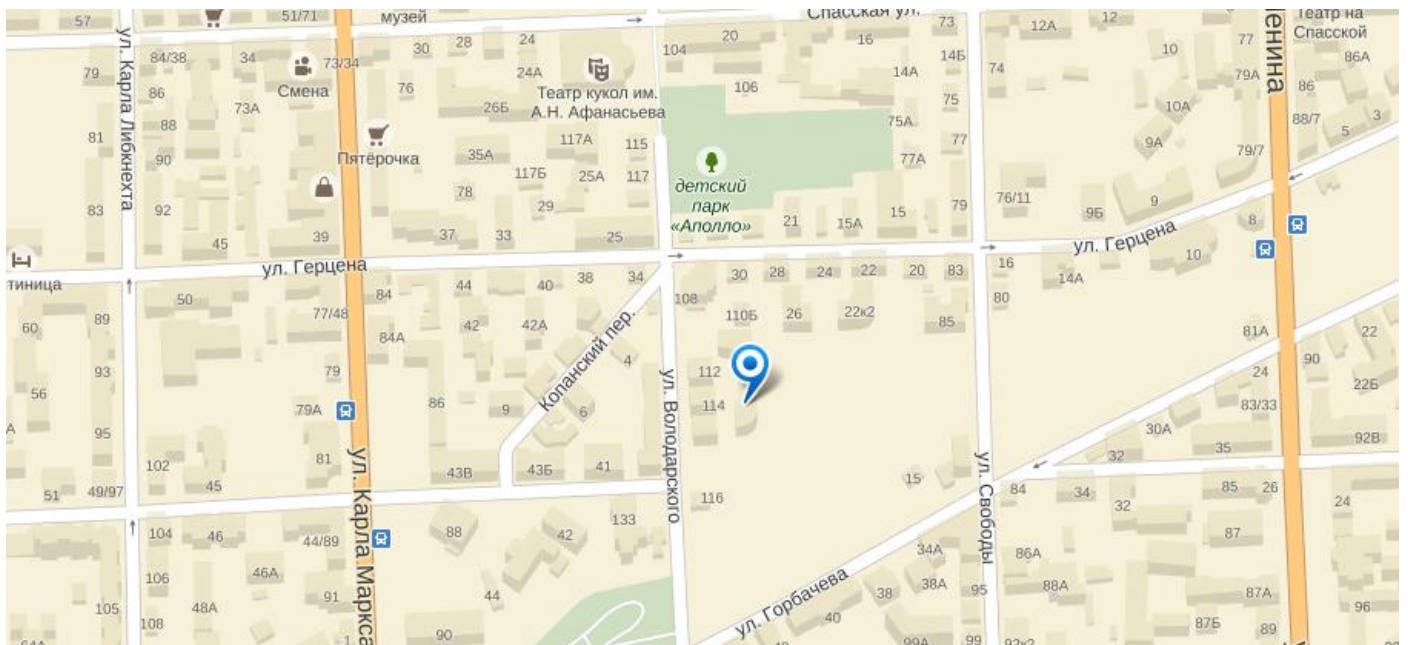 57
51/71
музей
Спасская ул.
73
12А
12
Театр на
Спасской
77
86А
ул. Карла Либкнехта
84/38
34
73/34
30
28
24
104
20
16
14Б
74
10
79А
79
86
Смена
73А
76
24А
Театр кукол им.
А.Н. Афанасьева
26Б
106
14А
75
10А
86
88/7
3
5
81
88
Пятёрочка
35А
117А
115
75А
77
9А
79/7
90
78
117Б
25А
117
детский
парк
«Аполло»
77А
76/11
9
83
92
45
39
37
33
29
25
21
15А
15
79
9Б
8
ул. Герцена
ул. Герцена
10
тиница
50
84
44
40
38
34
30
28
24
22
20
83
16
14А
60
89
77/48
84А
42
42А
108
110Б
26
22к2
85
80
81А
22
93
79
Копанский пер.
4
112
90
24
22Б
56
79А
86
9
6
114
83/33
95
ул. Володарского
30А
35
92В
А
102
45
81
43В
43Б
41
15
32
51
49/97
ул. Карла Маркса
116
ул. Свободы
84
34
32
85
26
24
104
46
44/89
88
42
133
34А
86А
87
106
46А
44
ул. Горбачева
38
38А
95
88А
87А
96
105
48А
91
40
108
90
99А
99
92к2
87Б
89